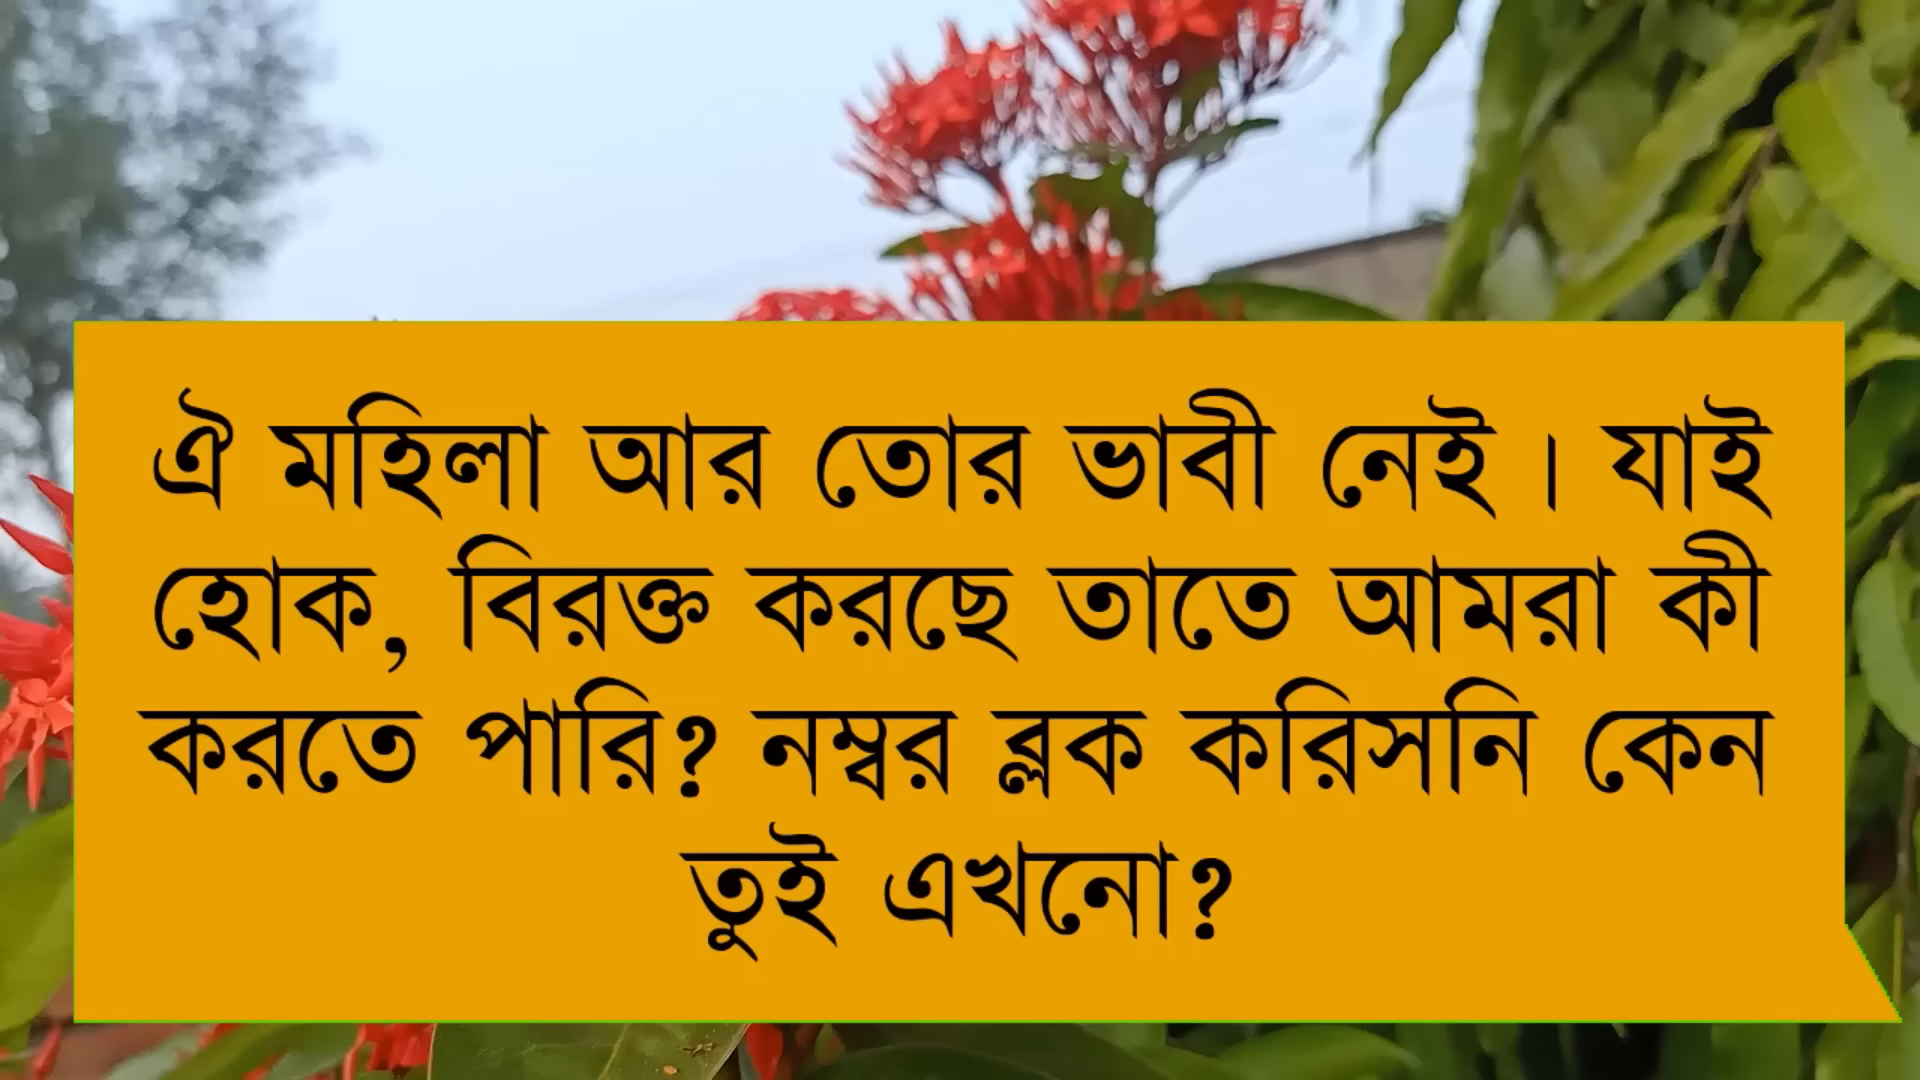 ঐ মহিলা আর তোর ভাবী নেই । যাই
হোক, বিরক্ত করছে তাতে আমরা কী
করতে পারি? নম্বর ব্লক করিসনি কেন
তুই এখনো?